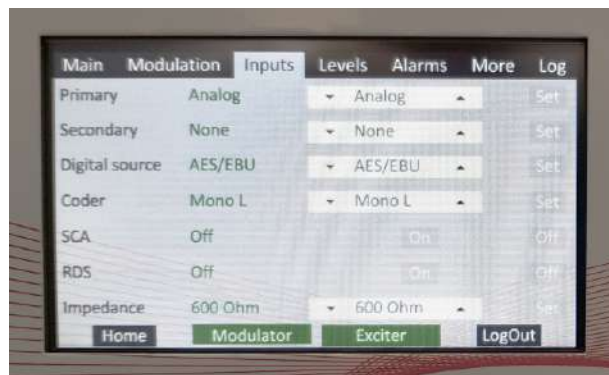 Main Modulation Inputs Levels Alarms More Log
Primary Analog Analog Set
Secondary None None Set
Digital source AES/EBU AES/EBU Set
Coder Mono L Mono L Set
SCA Off On Off
RDS Off On Off
Impedance 600 Ohm 600 Ohm Set
Home Modulator Exciter LogOut